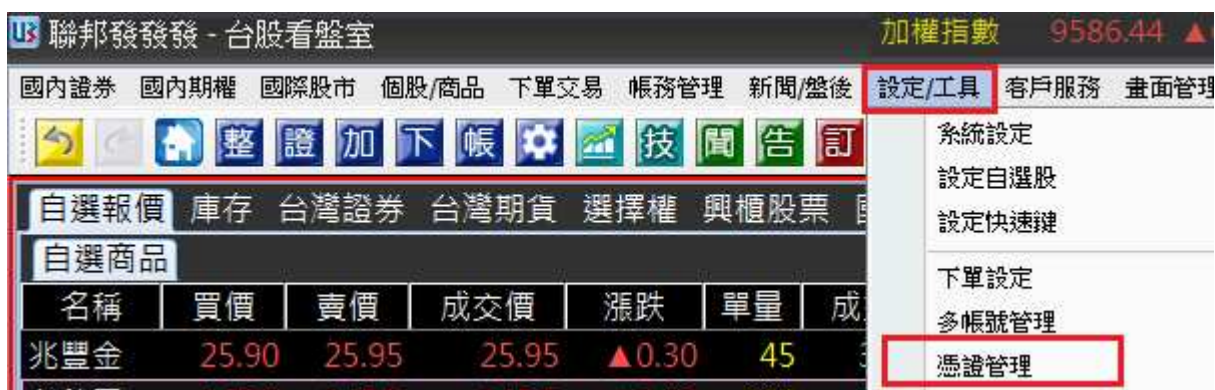 聯邦發發發 - 台股看盤室 加權指數 9586.44 ▲
國內證券 國內期權 國際股市 個股/商品 下單交易 帳務管理 新聞/盤後 設定/工具 客戶服務 畫面管理
整 證 加 下 帳 技 聞 告 訂
系統設定
設定自選股
設定快速鍵
下單設定
多帳號管理
憑證管理
自選報價 庫存 台灣證券 台灣期貨 選擇權 興櫃股票
自選商品
名稱 買價 賣價 成交價 漲跌 單量 成
兆豐金 25.90 25.95 25.95 ▲0.30 45